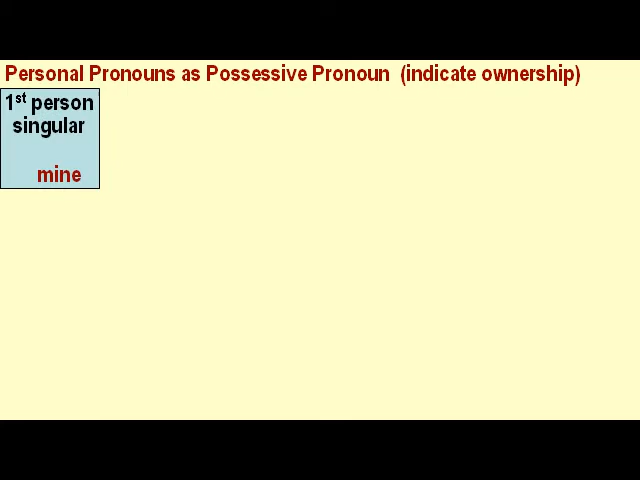 Personal Pronouns as Possessive Pronoun (indicate ownership)
1st person
singular
mine